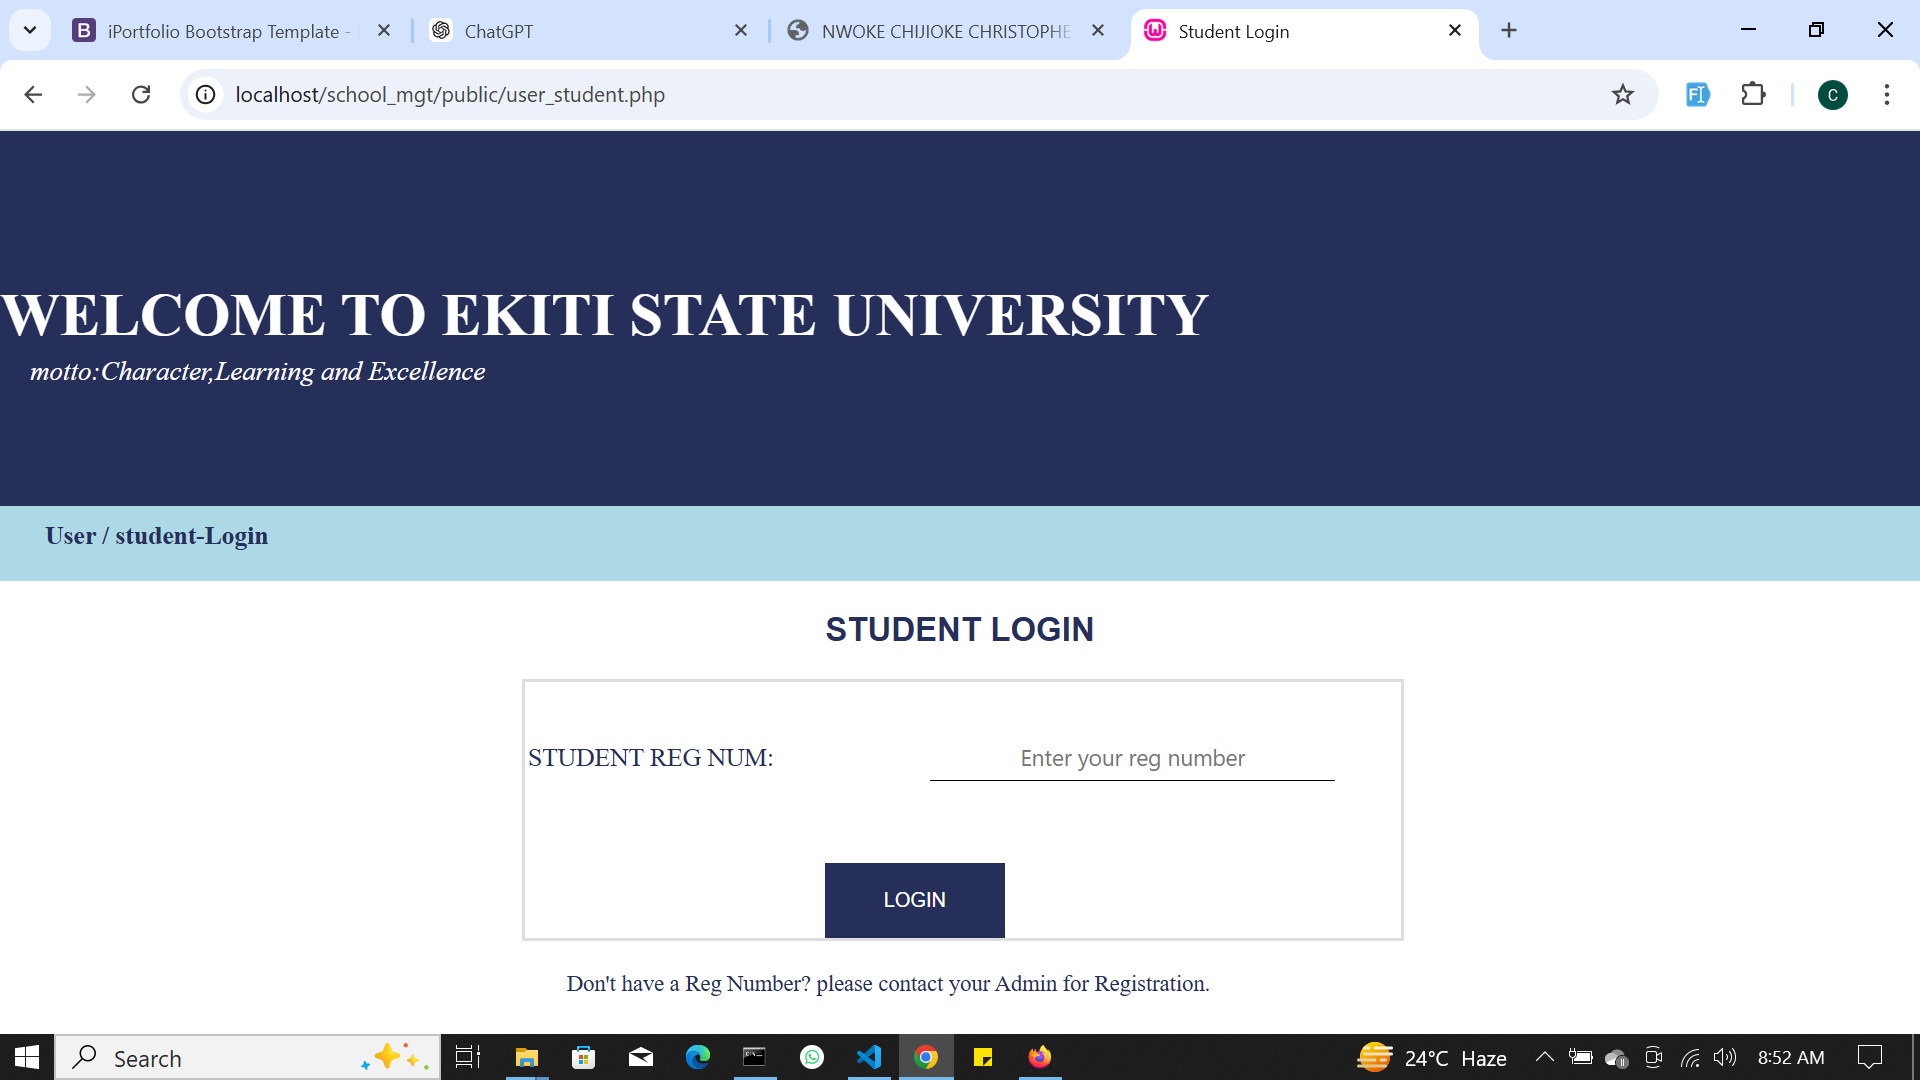 iPortfolio Bootstrap Template -
ChatGPT
NWOKE CHIJIOKE CHRISTOPHE
Student Login
localhost/school_mgt/public/user_student.php
C
WELCOME TO EKITI STATE UNIVERSITY
motto:Character,Learning and Excellence
User / student-Login
STUDENT LOGIN
STUDENT REG NUM:
Enter your reg number
LOGIN
Don't have a Reg Number? please contact your Admin for Registration.
Search
24°C Haze
8:52 AM